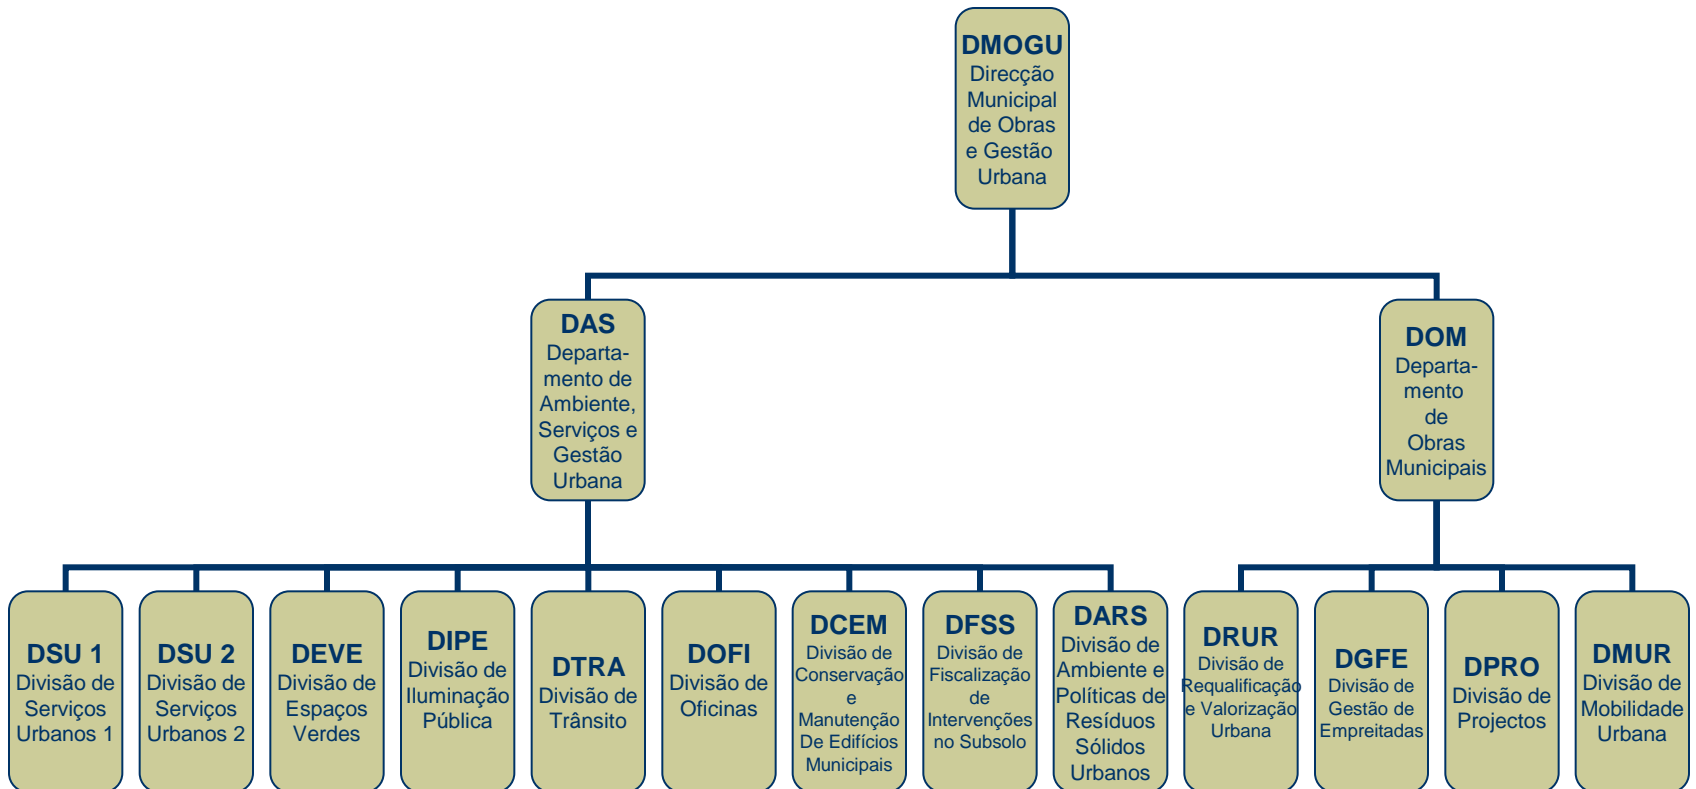 DMOGU
Direcção
Municipal
de Obras
e Gestão
Urbana
DAS
Departa-
mento de
Ambiente,
Serviços e
Gestão
Urbana
DOM
Departa-
mento
de
Obras
Municipais
DSU 1
Divisão de
Serviços
Urbanos 1
DSU 2
Divisão de
Serviços
Urbanos 2
DEVE
Divisão de
Espaços
Verdes
DIPE
Divisão de
Iluminação
Pública
DTRA
Divisão de
Trânsito
DOFI
Divisão de
Oficinas
DCEM
Divisão de
Conservação
e
Manutenção
De Edifícios
Municipais
DFSS
Divisão de
Fiscalização
de
Intervenções
no Subsolo
DARS
Divisão de
Ambiente e
Políticas de
Resíduos
Sólidos
Urbanos
DRUR
Divisão de
Requalificação
e Valorização
Urbana
DGFE
Divisão de
Gestão de
Empreitadas
DPRO
Divisão de
Projectos
DMUR
Divisão de
Mobilidade
Urbana